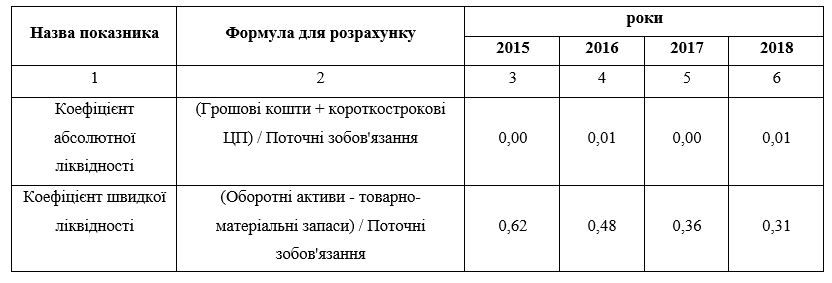 Назва показника Формула для розрахунку роки
2015 2016 2017 2018
1 2 3 4 5 6
Коефіцієнт
абсолютної
ліквідності
(Грошові кошти + короткострокові
ЦП) / Поточні зобов'язання
0,00 0,01 0,00 0,01
Коефіцієнт швидкої
ліквідності
(Оборотні активи - товарно-
матеріальні запаси) / Поточні
зобов'язання
0,62 0,48 0,36 0,31